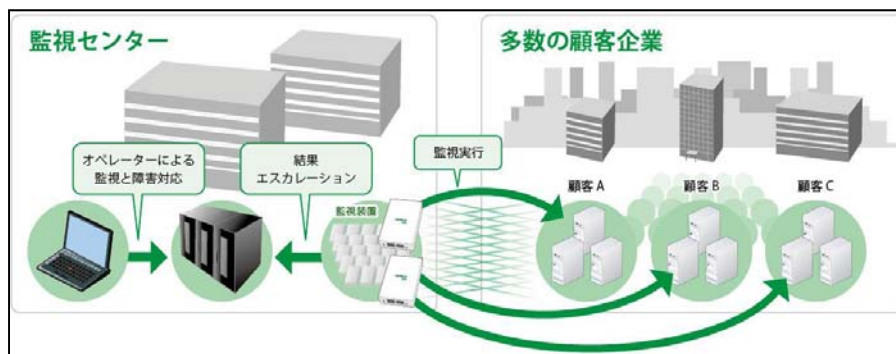 監視センター
多数の顧客企業
オペレーターによる
監視と障害対応
結果
エスカレーション
監視実行
監視装置
顧客 A
顧客 B
顧客 C